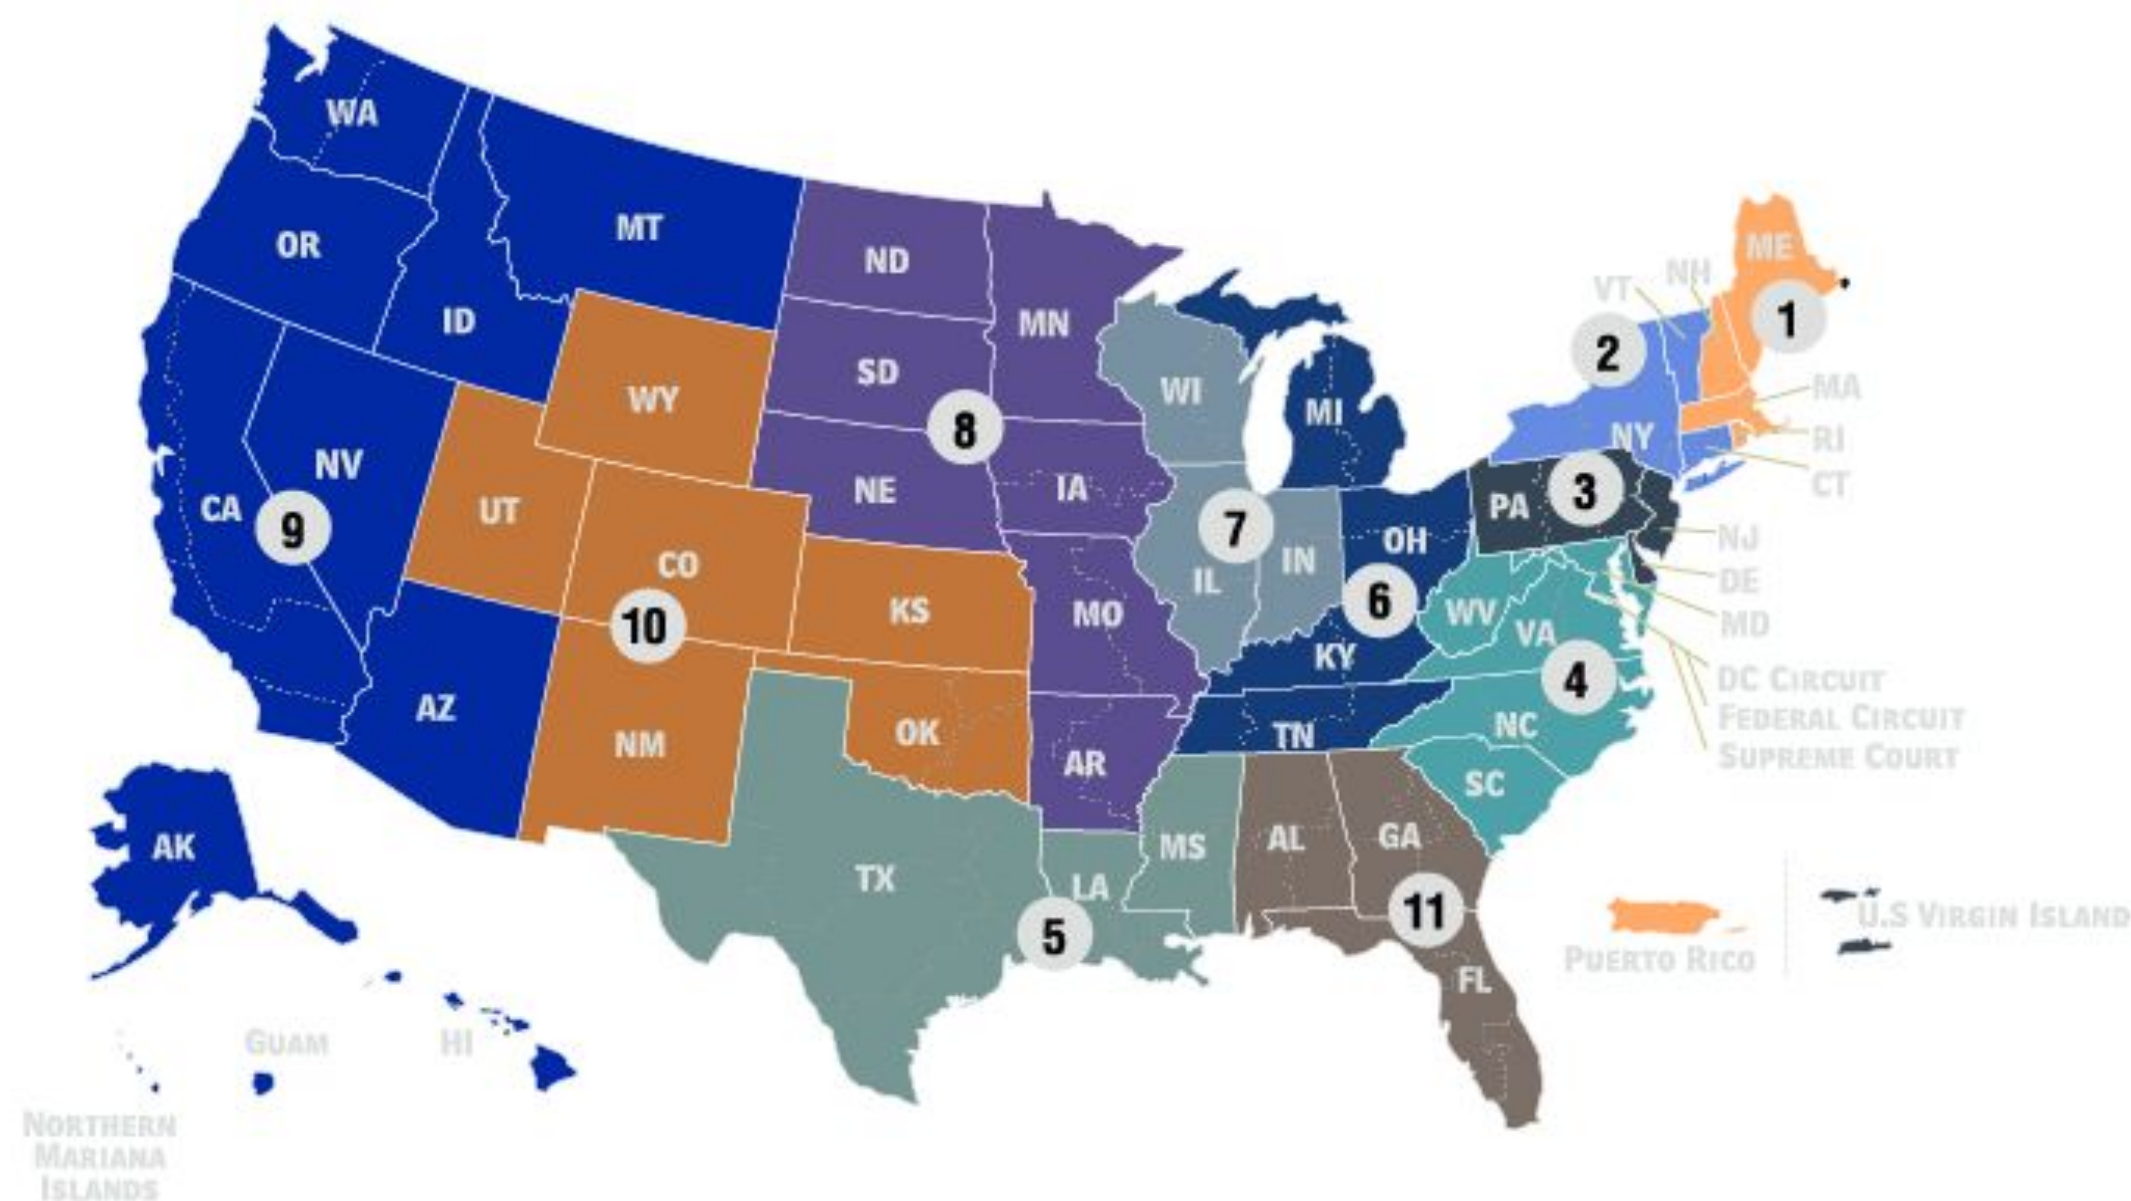 WA
OR
MT
ID
ND
MN
SD
WY
WI
MI
NE
IA
NV
CA
9
UT
CO
10
KS
8
MO
7
IL
IN
OH
6
KY
WV
VA
4
TN
NC
SC
AZ
NM
OK
AR
TX
LA
5
MS
AL
GA
11
FL
VT
NH
ME
1
2
NY
MA
RI
CT
PA
3
NJ
DE
MD
DC CIRCUIT
FEDERAL CIRCUIT
SUPREME COURT
AK
GUAM
HI
NORTHERN
MARIANA
ISLANDS
PUERTO RICO
U.S VIRGIN ISLAND